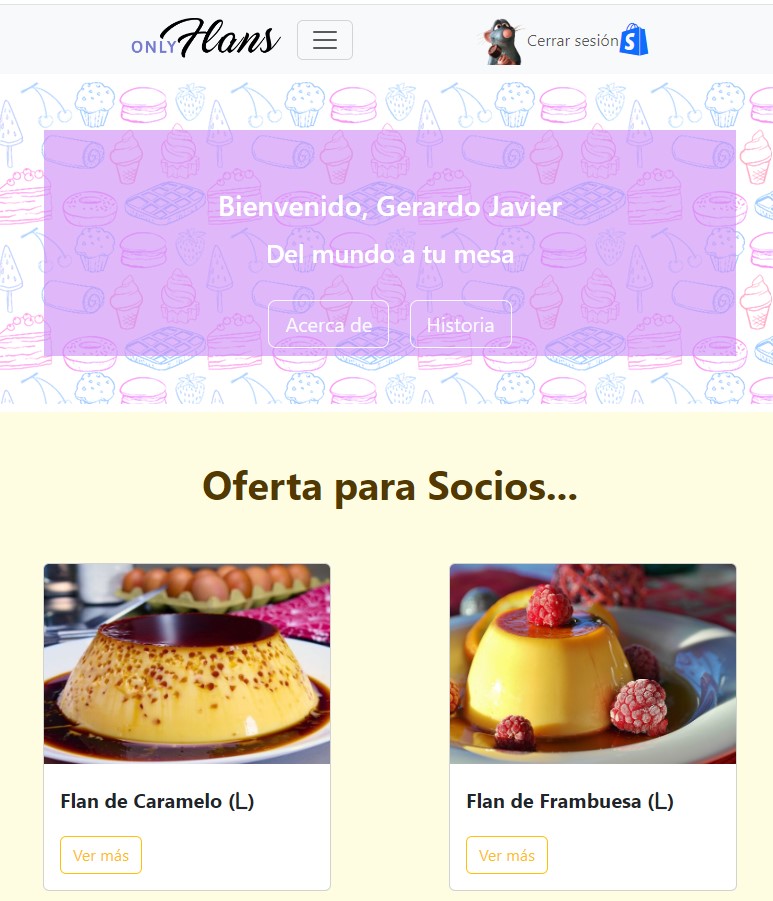 ONLY Flans
Cerrar sesión
S
Bienvenido, Gerardo Javier
Del mundo a tu mesa
Acerca de
Historia
Oferta para Socios...
Flan de Caramelo (L)
Ver más
Flan de Frambuesa (L)
Ver más